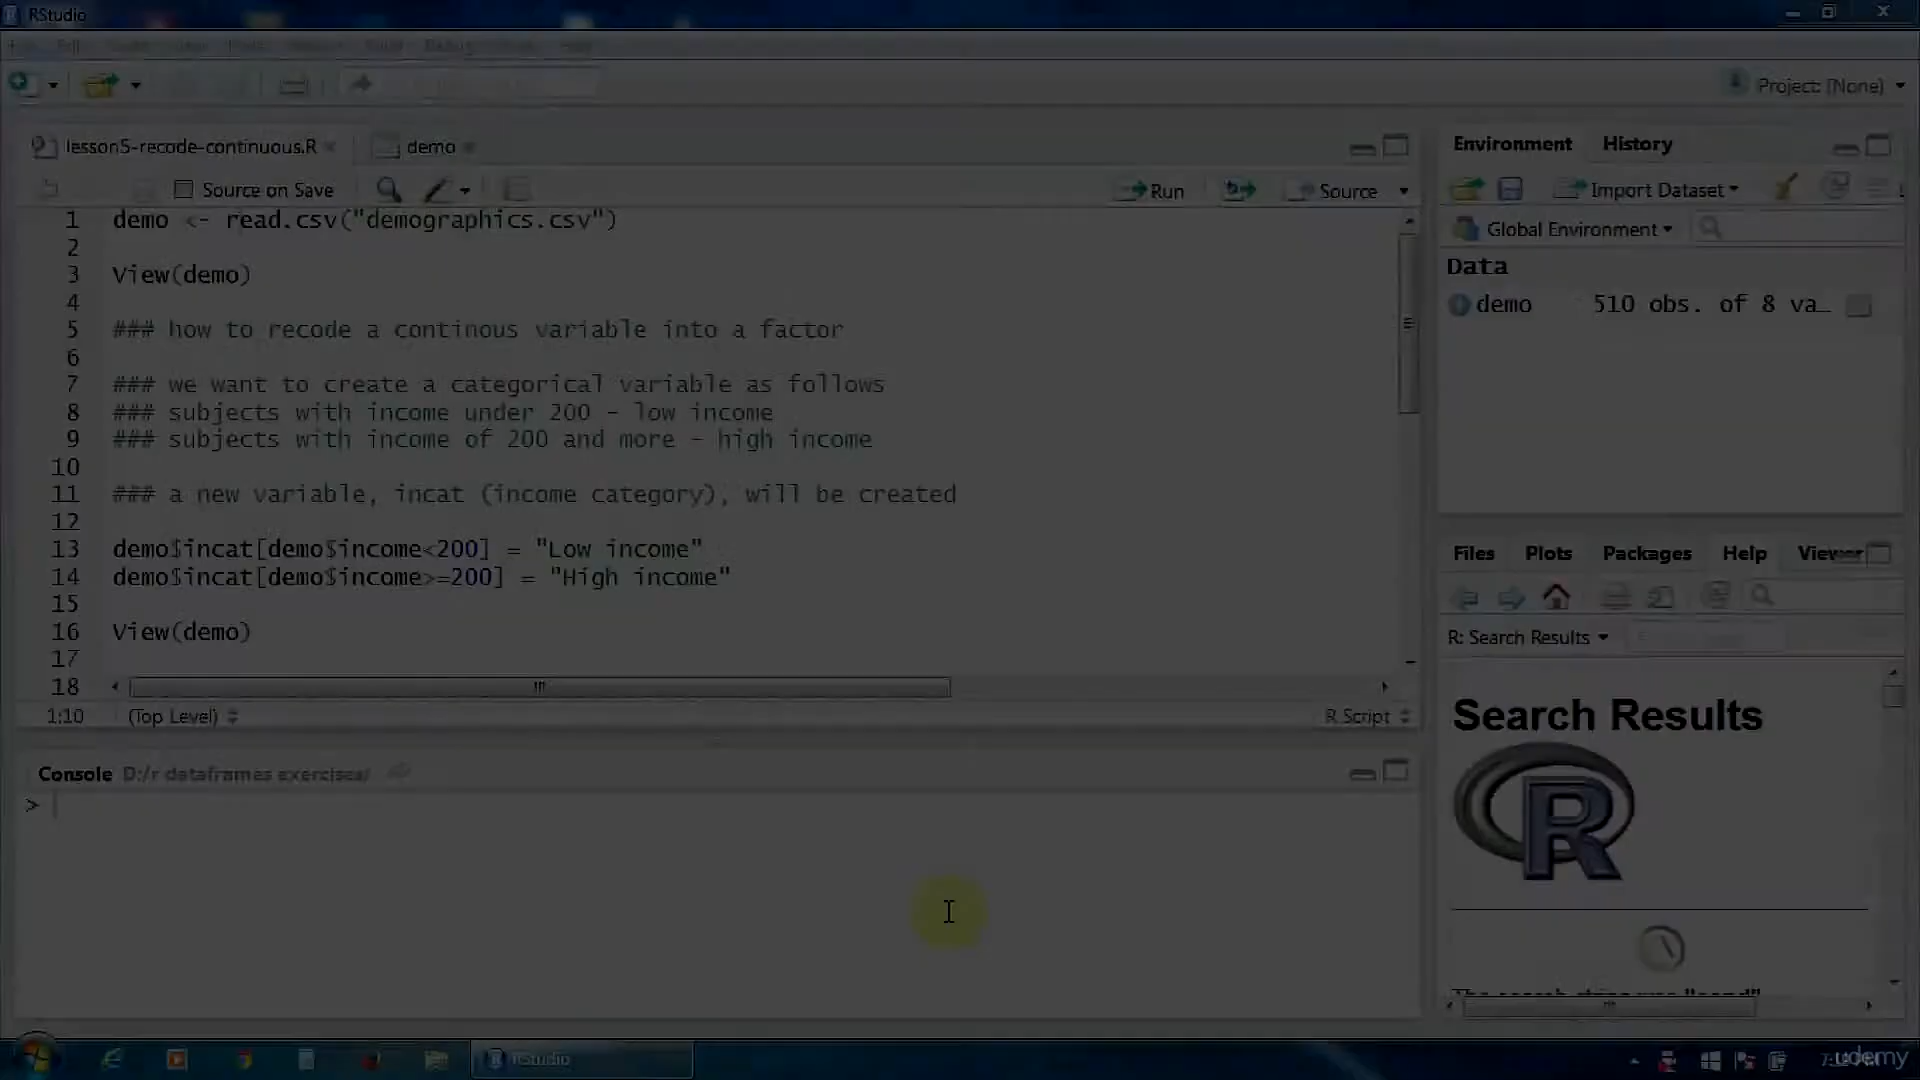 RStudio
Project: (None)
lesson5-recode-continuous.R
demo
Source on Save
Run
Source
1 demo <- read.csv("demographics.csv")
2
3 View(demo)
4
5 ### how to recode a continous variable into a factor
6
7 ### we want to create a categorical variable as follows
8 ### subjects with income under 200 - low income
9 ### subjects with income of 200 and more - high income
10
11 ### a new variable, incat (income category), will be created
12
13 demo$incat[demo$income<200] = "Low income"
14 demo$incat[demo$income>=200] = "High income"
15
16 View(demo)
17
18
1:10 (Top Level) R Script
Console D:/r dataframes exercises/
>
Environment History
Import Dataset
Global Environment
Data
demo 510 obs. of 8 va…
Files Plots Packages Help Viewer
R: Search Results
Search Results
R
RStudio
udemy